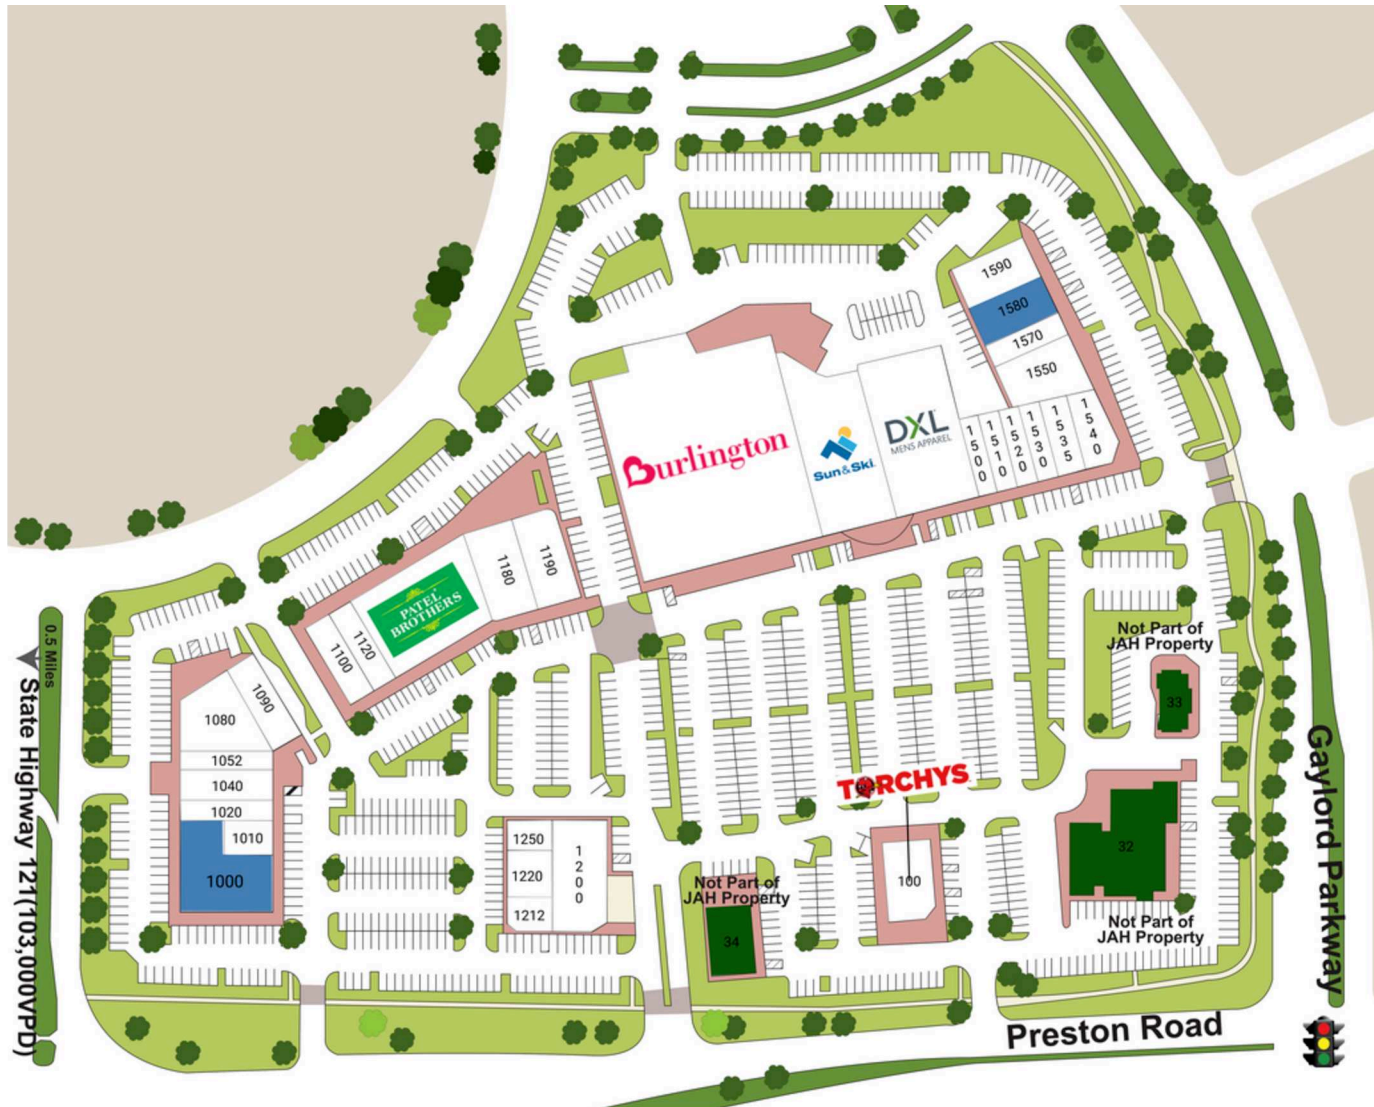 1590
1580
1570
1550
1500
1510
1520
1530
1535
1540
Burlington
Sun&Ski
DXL
MENS APPAREL
1180
1190
PATEL
BROTHERS
1120
1100
Not Part of
JAH Property
33
0.5 Miles
State Highway 121(103,000VPD)
1090
1080
1052
1040
1020
1010
1000
1250
1220
1212
1200
TORCHYS
100
Not Part of
JAH Property
34
32
Not Part of
JAH Property
Gaylord Parkway
Preston Road